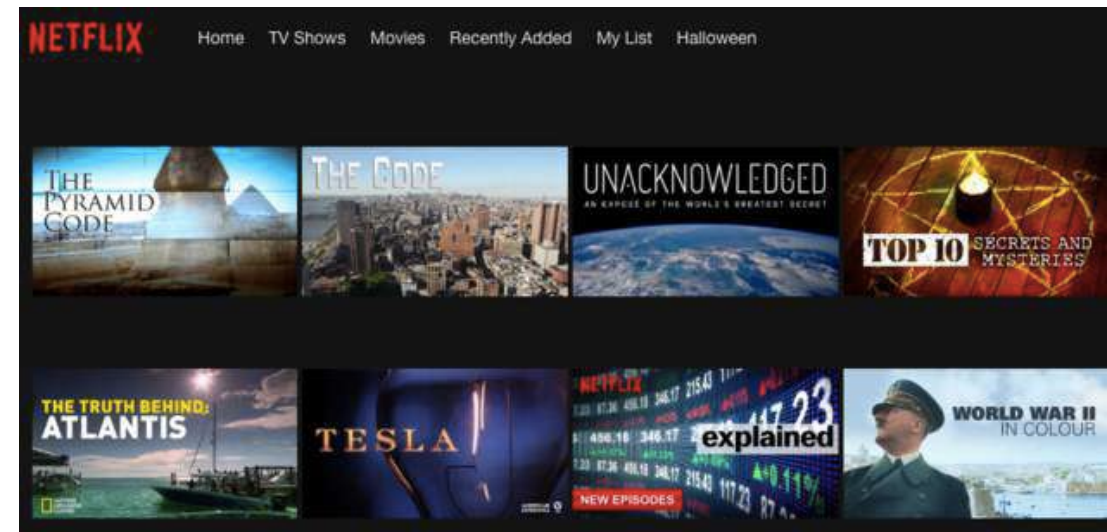 NETFLIX
Home TV Shows Movies Recently Added My List Halloween
THE
PYRAMID
CODE
THE CODE
UNACKNOWLEDGED
AN EXPOSÉ OF THE WORLD'S GREATEST SECRET
TOP 10 SECRETS AND
MYSTERIES
THE TRUTH BEHIND:
ATLANTIS
TESLA
NETFLIX
explained
NEW EPISODES
WORLD WAR II
IN COLOUR